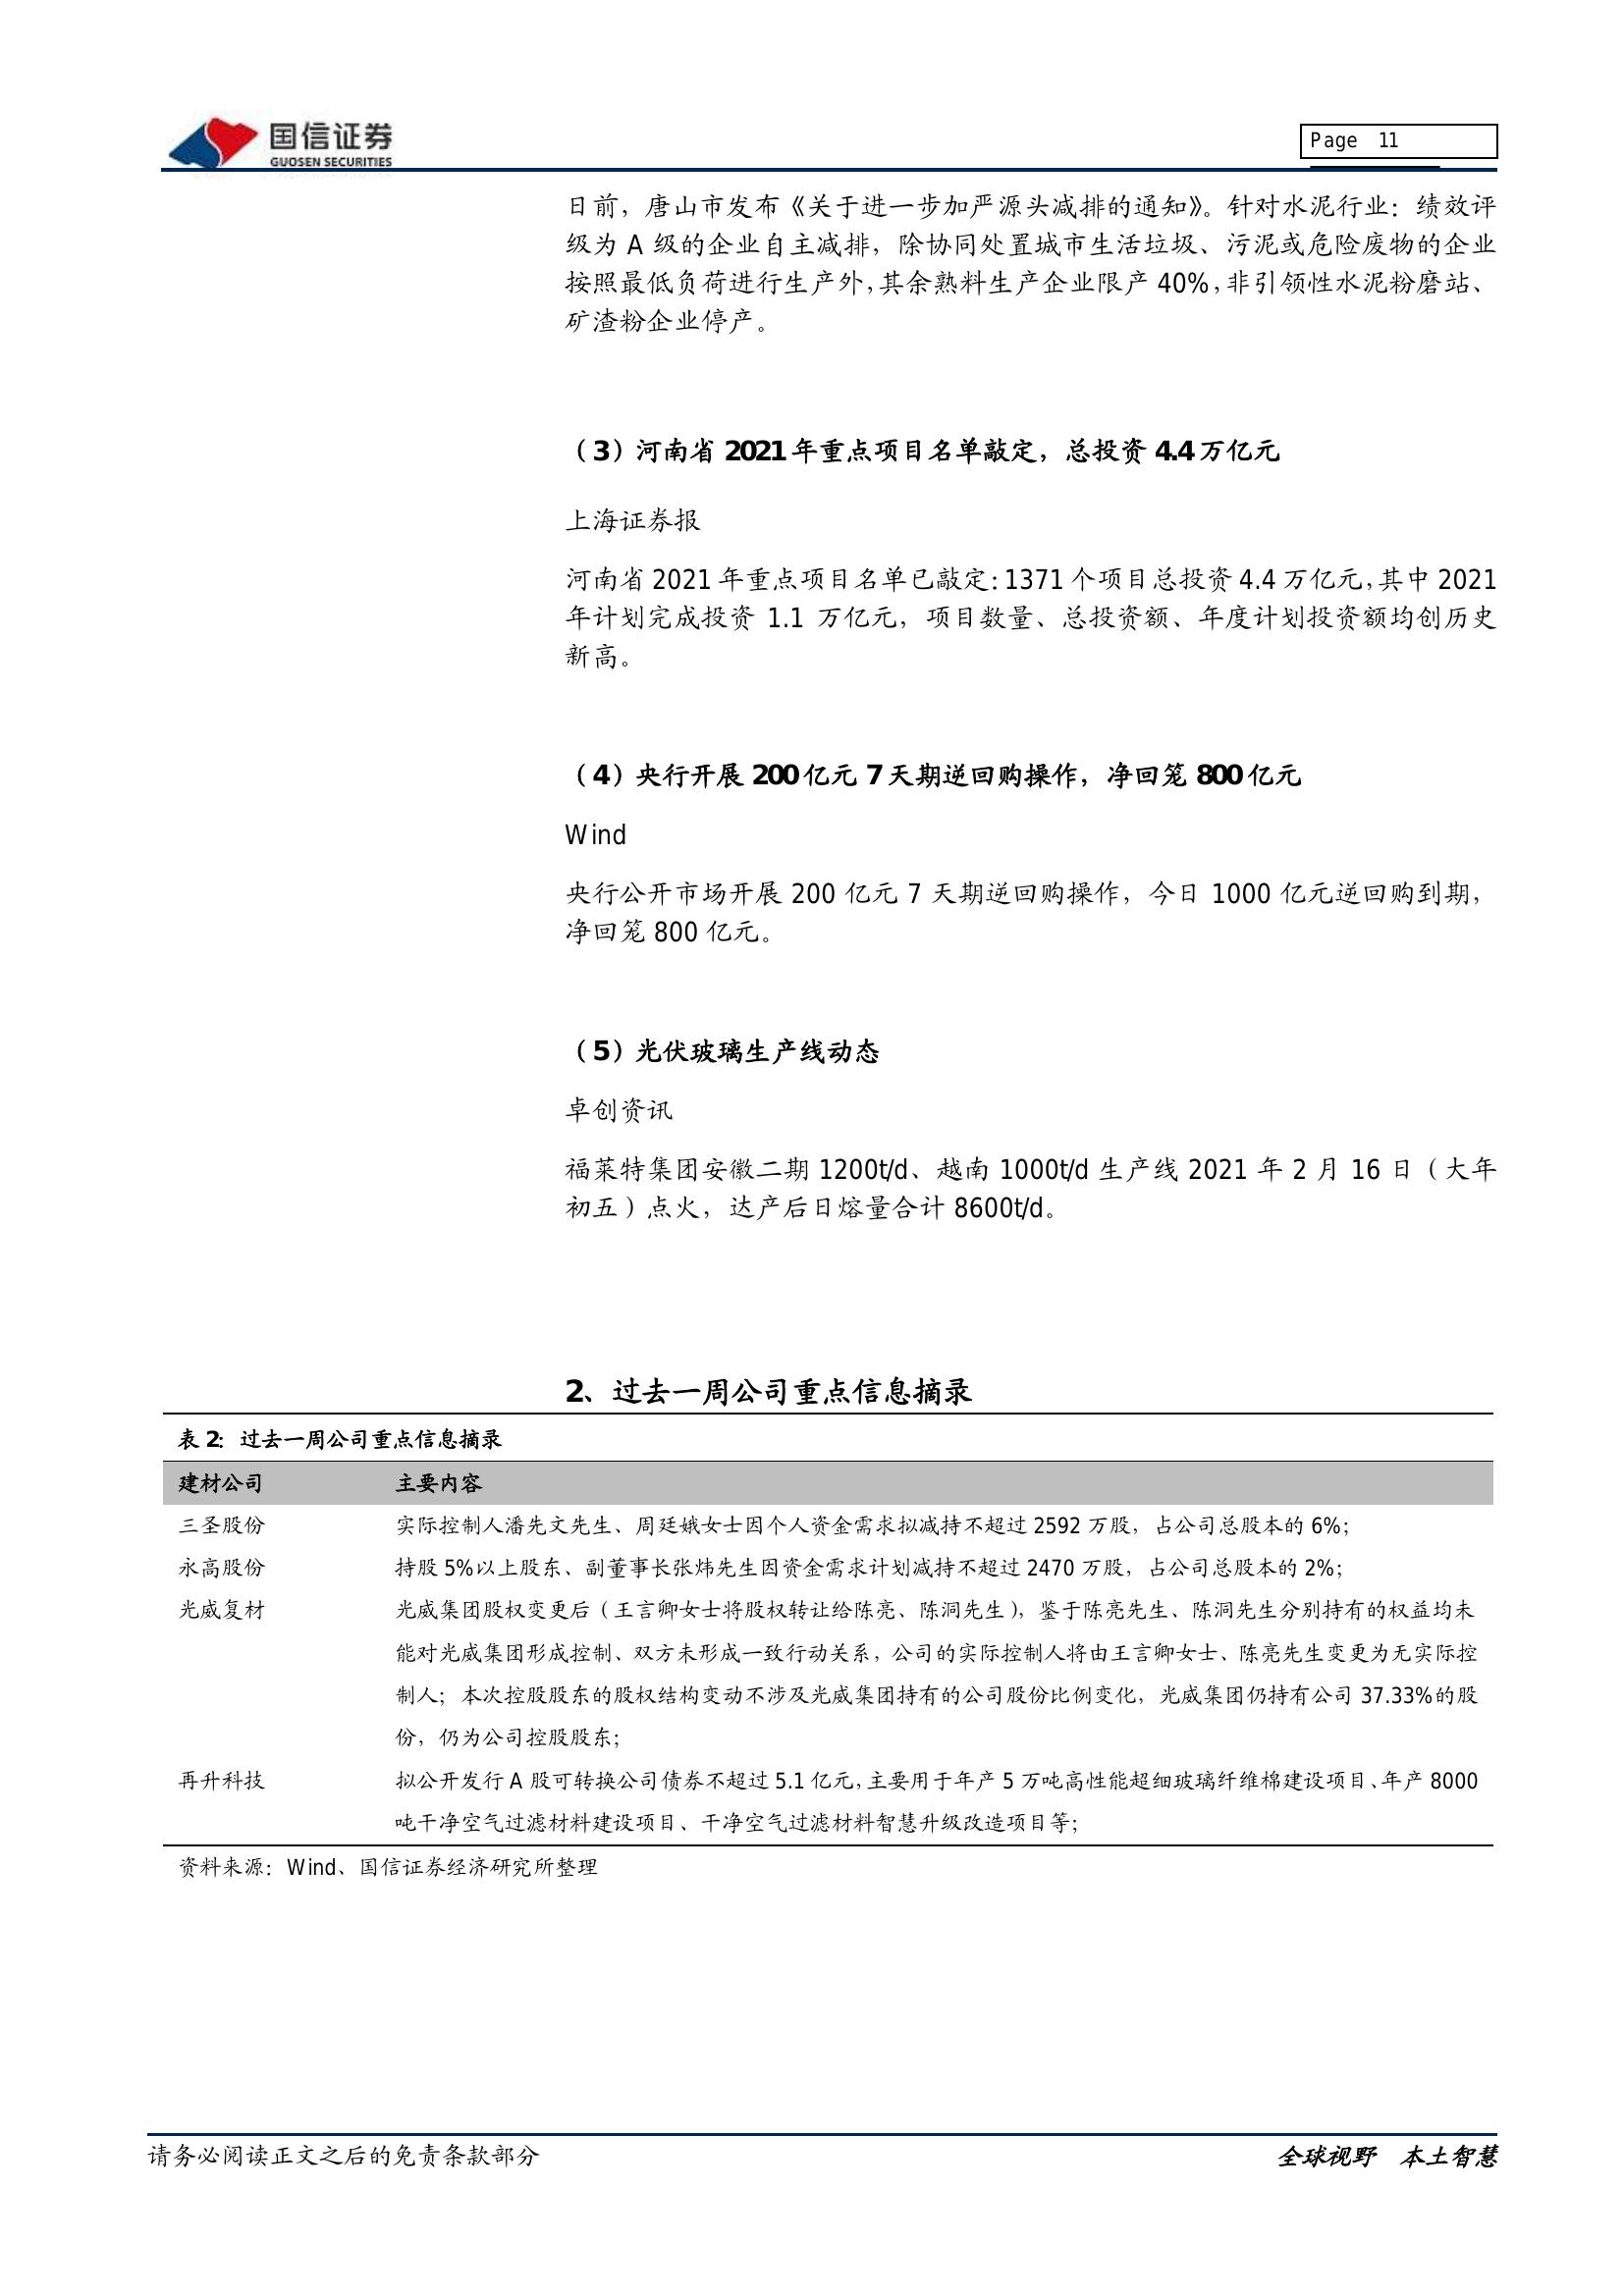 国信证券
GUOSEN SECURITIES
Page 11
日前，唐山市发布《关于进一步加严源头减排的通知》。针对水泥行业：绩效评
级为 A 级的企业自主减排，除协同处置城市生活垃圾、污泥或危险废物的企业
按照最低负荷进行生产外，其余熟料生产企业限产 40%，非引领性水泥粉磨站、
矿渣粉企业停产。
（3）河南省 2021 年重点项目名单敲定，总投资 4.4 万亿元
上海证券报
河南省 2021 年重点项目名单已敲定：1371 个项目总投资 4.4 万亿元，其中 2021
年计划完成投资 1.1 万亿元，项目数量、总投资额、年度计划投资额均创历史
新高。
（4）央行开展 200 亿元 7 天期逆回购操作，净回笼 800 亿元
Wind
央行公开市场开展 200 亿元 7 天期逆回购操作，今日 1000 亿元逆回购到期，
净回笼 800 亿元。
（5）光伏玻璃生产线动态
卓创资讯
福莱特集团安徽二期 1200t/d、越南 1000t/d 生产线 2021 年 2 月 16 日（大年
初五）点火，达产后日熔量合计 8600t/d。
2、过去一周公司重点信息摘录
表 2：过去一周公司重点信息摘录
建材公司 主要内容
三圣股份 实际控制人潘先文先生、周廷娥女士因个人资金需求拟减持不超过 2592 万股，占公司总股本的 6%；
永高股份 持股 5%以上股东、副董事长张炜先生因资金需求计划减持不超过 2470 万股，占公司总股本的 2%；
光威复材 光威集团股权变更后（王言卿女士将股权转让给陈亮、陈洞先生），鉴于陈亮先生、陈洞先生分别持有的权益均未
能对光威集团形成控制、双方未形成一致行动关系，公司的实际控制人将由王言卿女士、陈亮先生变更为无实际控
制人；本次控股股东的股权结构变动不涉及光威集团持有的公司股份比例变化，光威集团仍持有公司 37.33%的股
份，仍为公司控股股东；
再升科技 拟公开发行 A 股可转换公司债券不超过 5.1 亿元，主要用于年产 5 万吨高性能超细玻璃纤维棉建设项目、年产 8000
吨干净空气过滤材料建设项目、干净空气过滤材料智慧升级改造项目等；
资料来源：Wind、国信证券经济研究所整理
请务必阅读正文之后的免责条款部分
全球视野 本土智慧